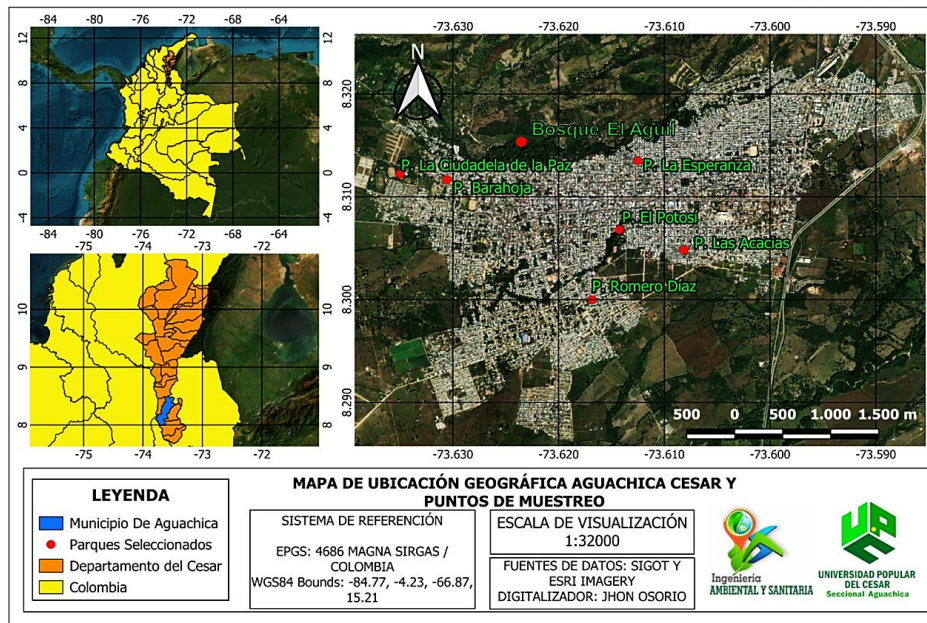 -84 -80 -76 -72 -68 -64
12
8
4
0
4
12
8
4
0
4
-84 -80 -76 -72 -68 -64
-75 -74 -73 -72
10
9
8
10
9
8
-75 -74 -73 -72
-73.630 -73.620 -73.610 -73.600 -73.590
8.320
8.310
8.300
8.290
N
Bosque El Aguil
P. La Ciudadela de la Paz
P. La Esperanza
P. Barahoja
P. El Potosi
P. Las Acacias
P. Romero Díaz
500 0 500 1.000 1.500 m
-73.630 -73.620 -73.610 -73.600 -73.590
LEYENDA
Municipio De Aguachica
Parques Seleccionados
Departamento del Cesar
Colombia
MAPA DE UBICACIÓN GEOGRÁFICA AGUACHICA CESAR Y
PUNTOS DE MUESTREO
SISTEMA DE REFERENCIÓN
EPGS: 4686 MAGNA SIRGAS /
COLOMBIA
WGS84 Bounds: -84.77, -4.23, -66.87,
15.21
ESCALA DE VISUALIZACIÓN
1:32000
FUENTES DE DATOS: SIGOT Y
ESRI IMAGERY
DIGITALIZADOR: JHON OSORIO
Ingeniería
AMBIENTAL Y SANITARIA
UPC
UNIVERSIDAD POPULAR
DEL CESAR
Seccional Aguachica